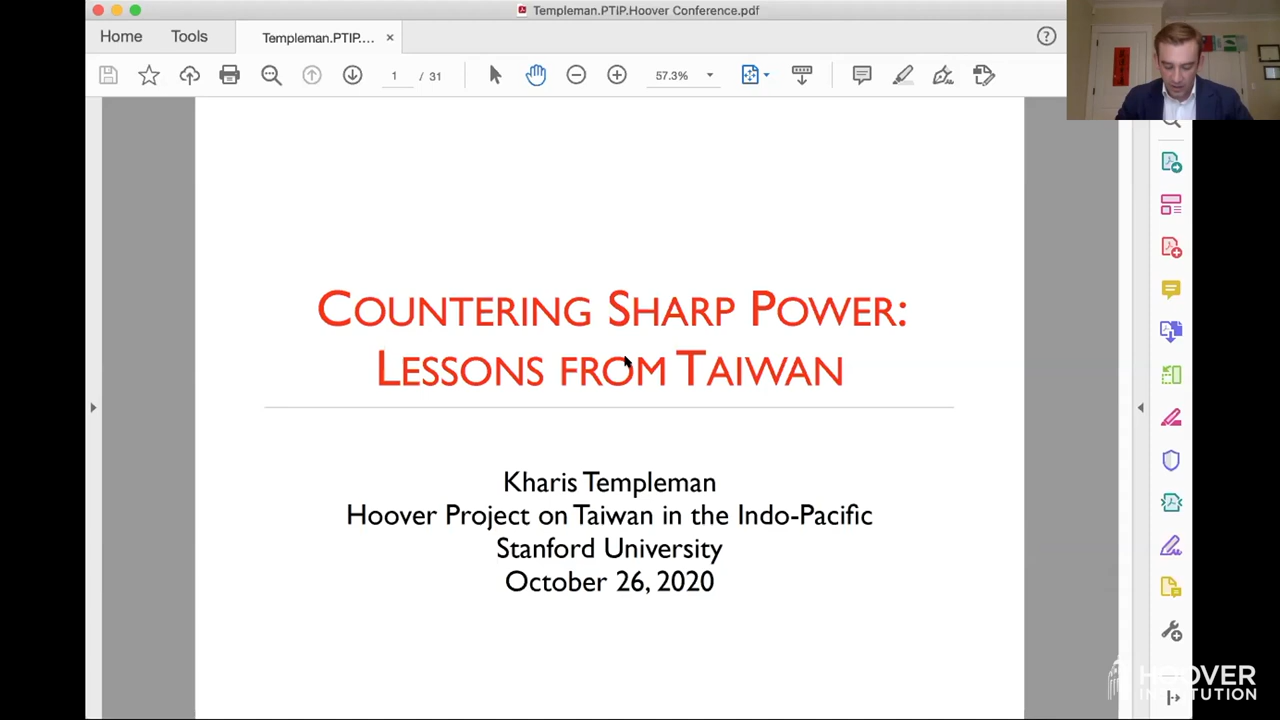 Templeman.PTIP.Hoover Conference.pdf
Home
Tools
Templeman.PTIP....
1 / 31
57.3%
COUNTERING SHARP POWER:
LESSONS FROM TAIWAN
Kharis Templeman
Hoover Project on Taiwan in the Indo-Pacific
Stanford University
October 26, 2020
HOOVER
INSTITUTION